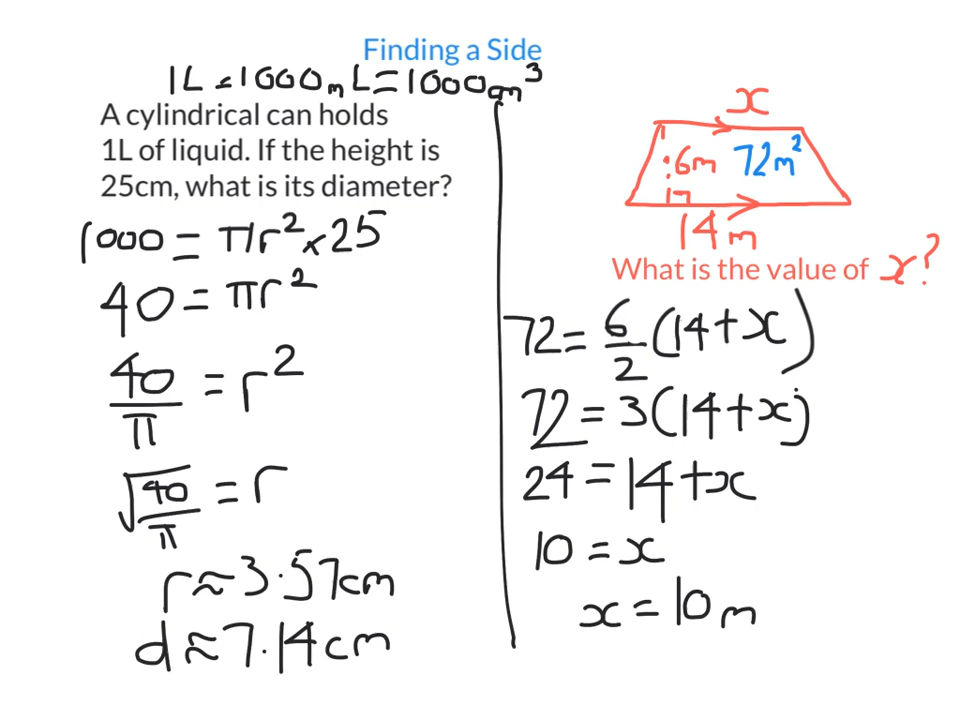 Finding a Side
1L = 1000mL = 1000cm³
A cylindrical can holds
1L of liquid. If the height is
25cm, what is its diameter?
1000 = πr² × 25
40 = πr²
40/π = r²
√40/π = r
r ≈ 3.57cm
d ≈ 7.14cm
x
6m 72m²
14m
What is the value of x?
72 = 6/2 (14+x)
72 = 3(14+x)
24 = 14+x
10 = x
x = 10m